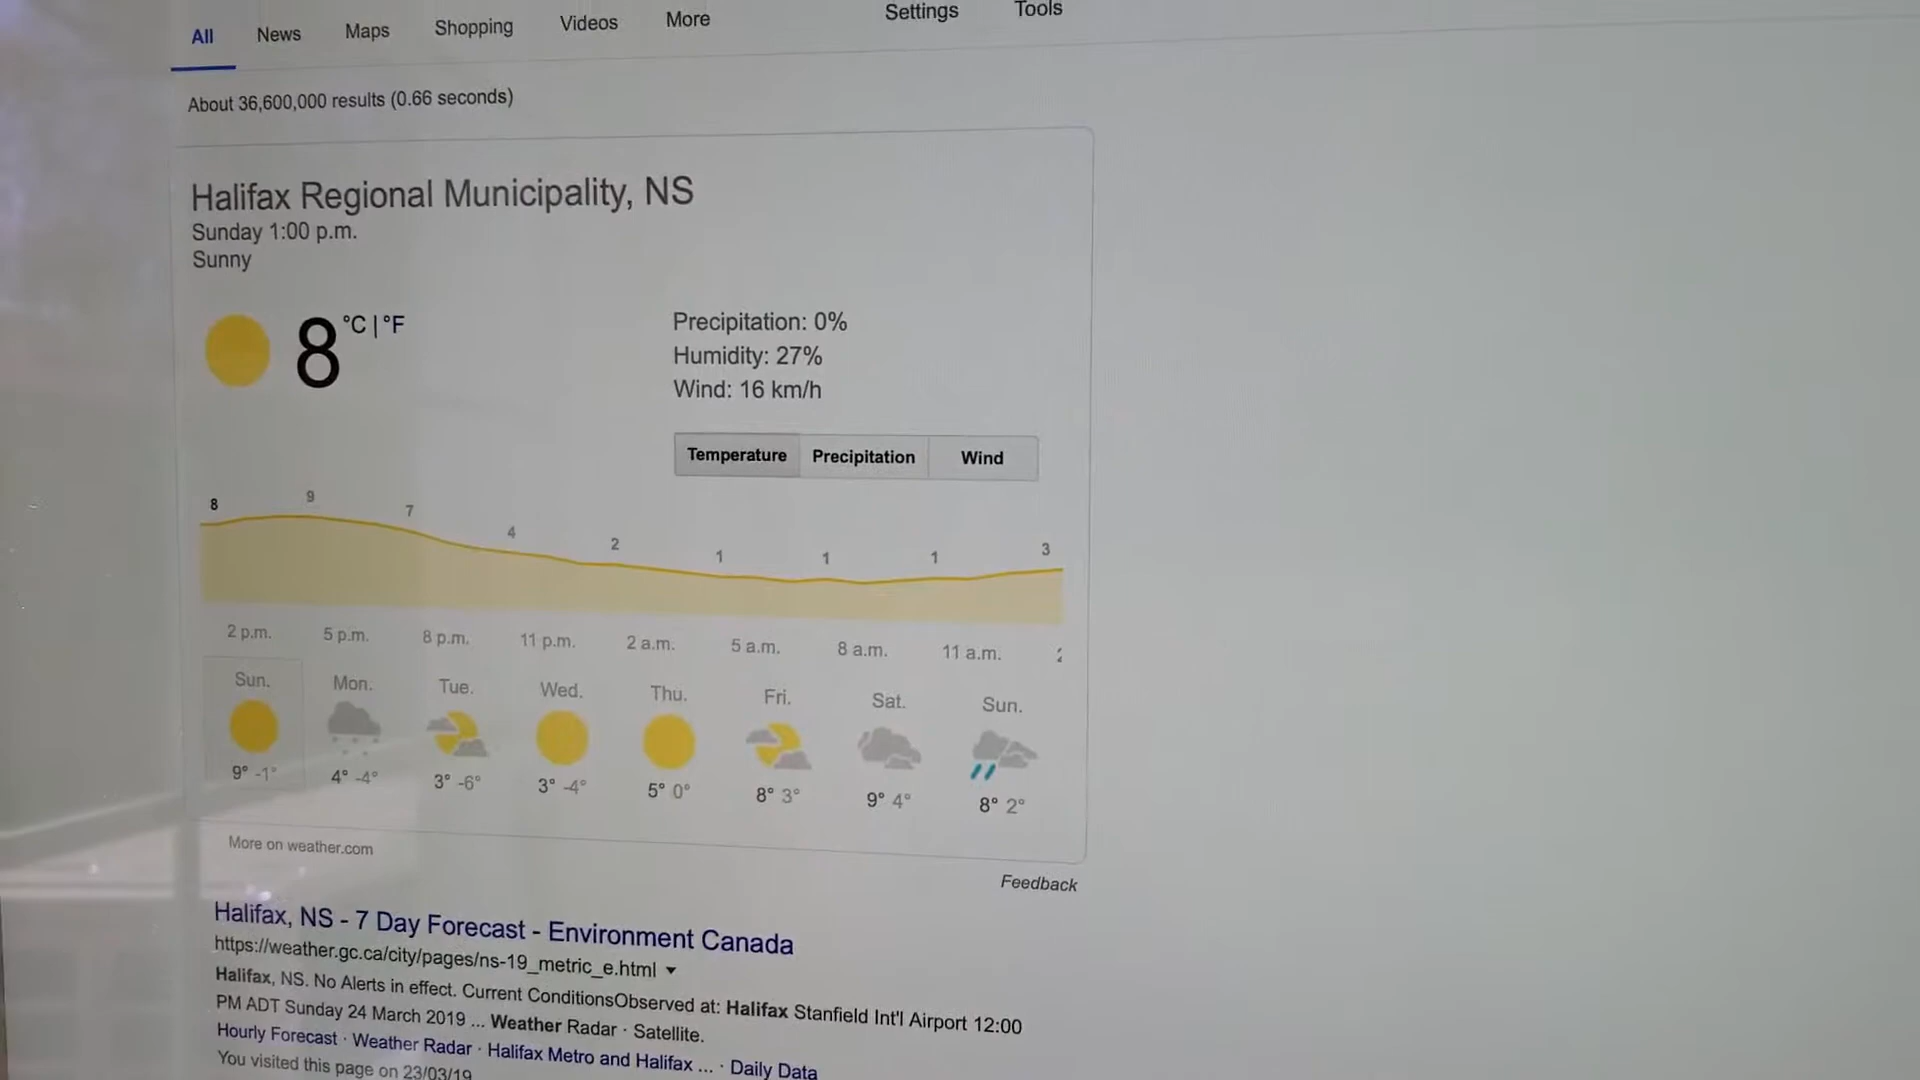 All News Maps Shopping Videos More Settings Tools
About 36,600,000 results (0.66 seconds)
Halifax Regional Municipality, NS
Sunday 1:00 p.m.
Sunny
8 °C | °F
Precipitation: 0%
Humidity: 27%
Wind: 16 km/h
Temperature Precipitation Wind
8 9 7 4 2 1 1 1 3
2 p.m. 5 p.m. 8 p.m. 11 p.m. 2 a.m. 5 a.m. 8 a.m. 11 a.m.
Sun. Mon. Tue. Wed. Thu. Fri. Sat. Sun.
9° -1° 4° -4° 3° -6° 3° -4° 5° 0° 8° 3° 9° 4° 8° 2°
More on weather.com
Feedback
Halifax, NS - 7 Day Forecast - Environment Canada
https://weather.gc.ca/city/pages/ns-19_metric_e.html
Halifax, NS. No Alerts in effect. Current ConditionsObserved at: Halifax Stanfield Int'l Airport 12:00
PM ADT Sunday 24 March 2019 ... Weather Radar · Satellite.
Hourly Forecast · Weather Radar · Halifax Metro and Halifax ... · Daily Data
You visited this page on 23/03/19